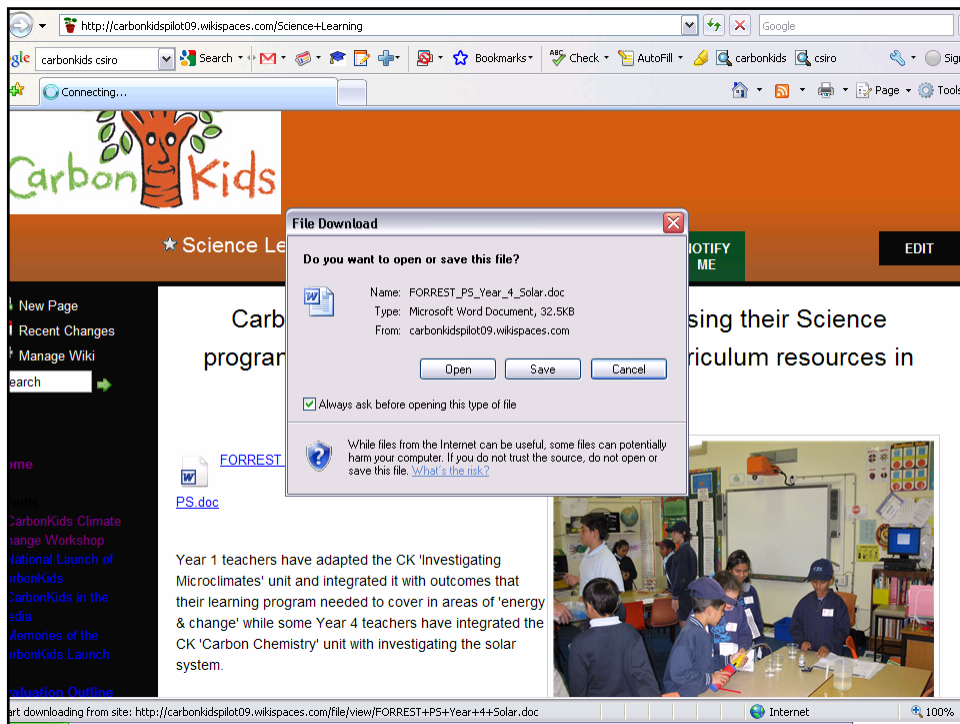 http://carbonkidspilot09.wikispaces.com/Science+Learning
Google
gle carbonkids csiro Search Bookmarks ABC Check AutoFill carbonkids csiro Sig
Connecting...
Page Tools
Carbon Kids
Science Le
NOTIFY
ME
EDIT
File Download
Do you want to open or save this file?
Name: FORREST_PS_Year_4_Solar.doc
Type: Microsoft Word Document, 32.5KB
From: carbonkidspilot09.wikispaces.com
Open Save Cancel
Always ask before opening this type of file
While files from the Internet can be useful, some files can potentially
harm your computer. If you do not trust the source, do not open or
save this file. What's the risk?
New Page
Recent Changes
Manage Wiki
earch
ome
CarbonKids Climate
hange Workshop
National Launch of
rbonKids
CarbonKids in the
edia
Memories of the
rbonKids Launch
valuation Outline
Carb sing their Science
progran riculum resources in
FORREST
PS.doc
Year 1 teachers have adapted the CK 'Investigating
Microclimates' unit and integrated it with outcomes that
their learning program needed to cover in areas of 'energy
& change' while some Year 4 teachers have integrated the
CK 'Carbon Chemistry' unit with investigating the solar
system.
art downloading from site: http://carbonkidspilot09.wikispaces.com/file/view/FORREST+PS+Year+4+Solar.doc
Internet
100%